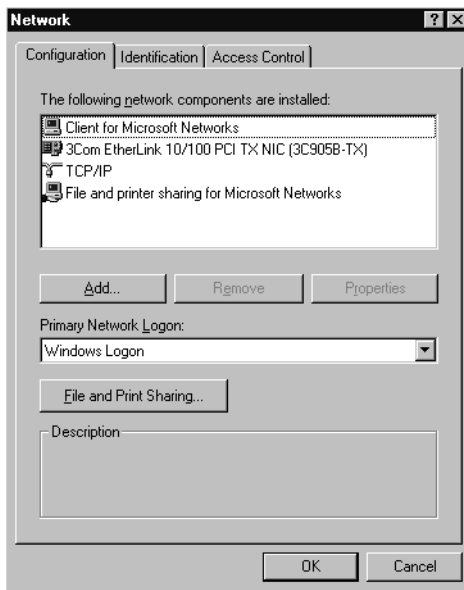 Network
Configuration Identification Access Control
The following network components are installed:
Client for Microsoft Networks
3Com EtherLink 10/100 PCI TX NIC (3C905B-TX)
TCP/IP
File and printer sharing for Microsoft Networks
Add... Remove Properties
Primary Network Logon:
Windows Logon
File and Print Sharing...
Description
OK Cancel